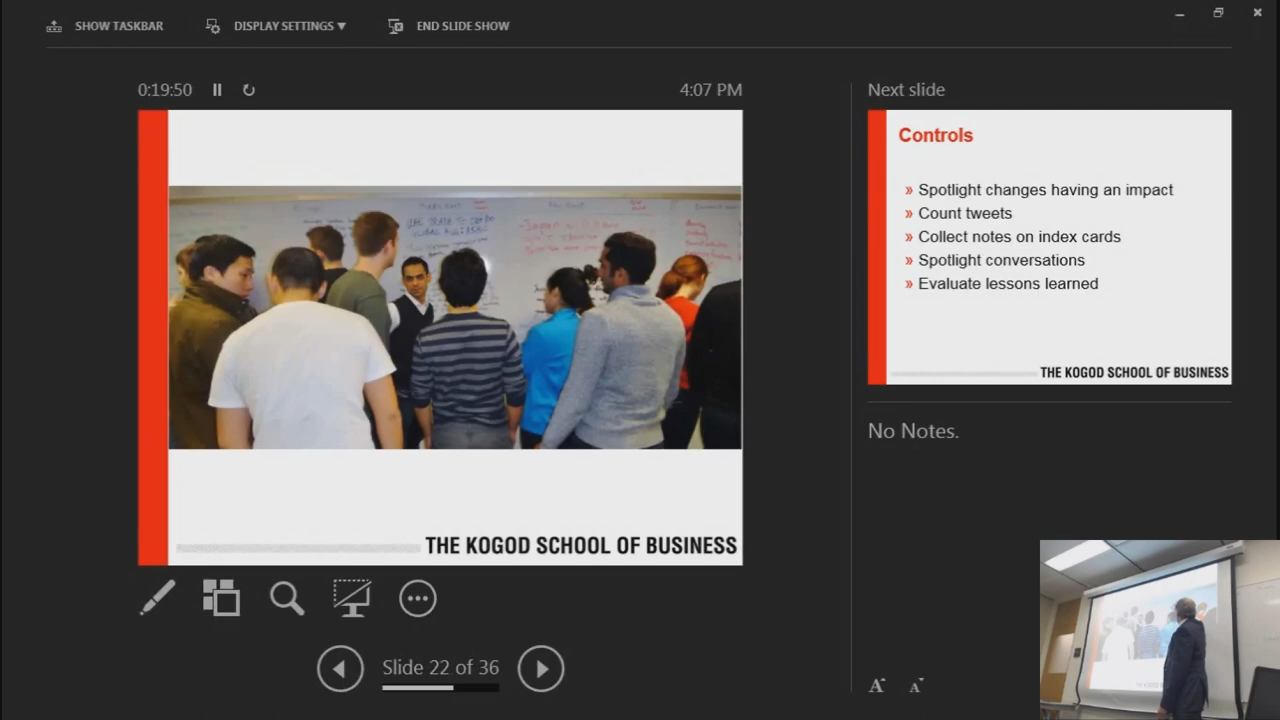 SHOW TASKBAR
DISPLAY SETTINGS ▼
END SLIDE SHOW
0:19:50
4:07 PM
Next slide
Controls
» Spotlight changes having an impact
» Count tweets
» Collect notes on index cards
» Spotlight conversations
» Evaluate lessons learned
THE KOGOD SCHOOL OF BUSINESS
No Notes.
THE KOGOD SCHOOL OF BUSINESS
Slide 22 of 36
A A